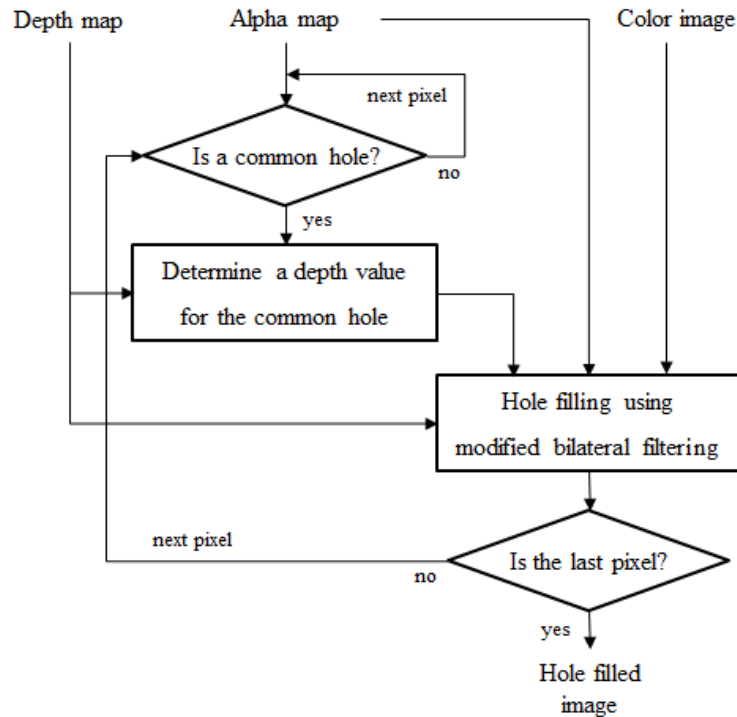 Depth map
Alpha map
Color image
next pixel
Is a common hole?
no
yes
Determine a depth value
for the common hole
Hole filling using
modified bilateral filtering
next pixel
Is the last pixel?
no
yes
Hole filled
image